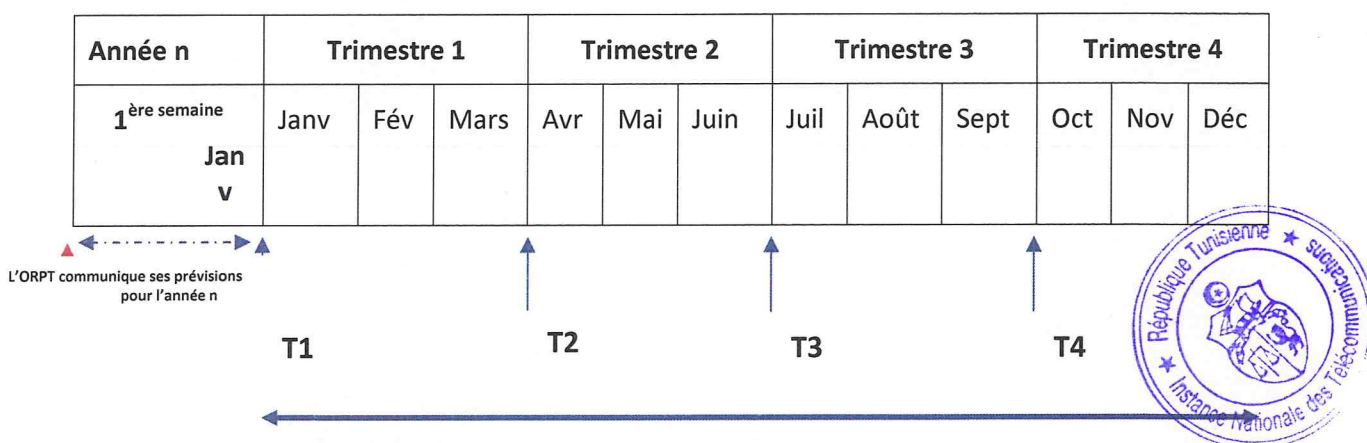 Année n Trimestre 1 Trimestre 2 Trimestre 3 Trimestre 4
1ère semaine Janv Fév Mars Avr Mai Juin Juil Août Sept Oct Nov Déc
Jan
v
L'ORPT communique ses prévisions
pour l'année n
T1 T2 T3 T4
★ République Tunisienne ★
Instance Nationale des Télécommunications